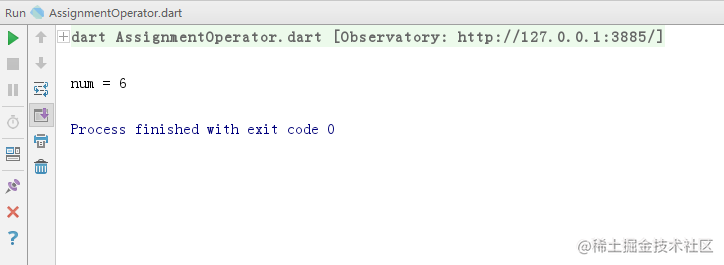 Run AssignmentOperator.dart
dart AssignmentOperator.dart [Observatory: http://127.0.0.1:3885/]
num = 6
Process finished with exit code 0
@稀土掘金技术社区